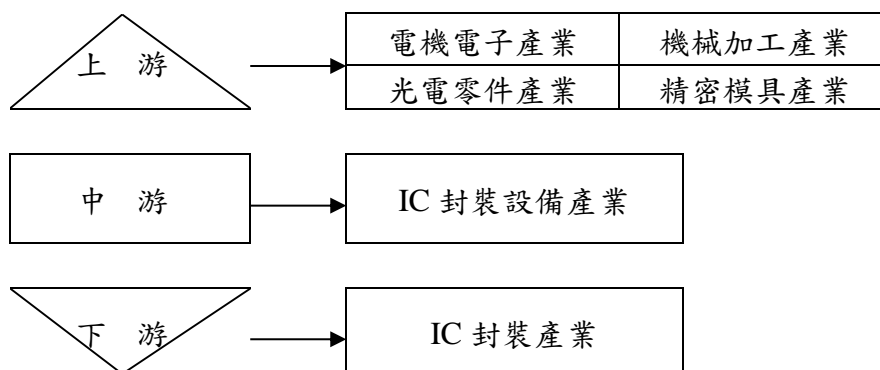 上 游
電機電子產業 機械加工產業
光電零件產業 精密模具產業
中 游
IC 封裝設備產業
下 游
IC 封裝產業